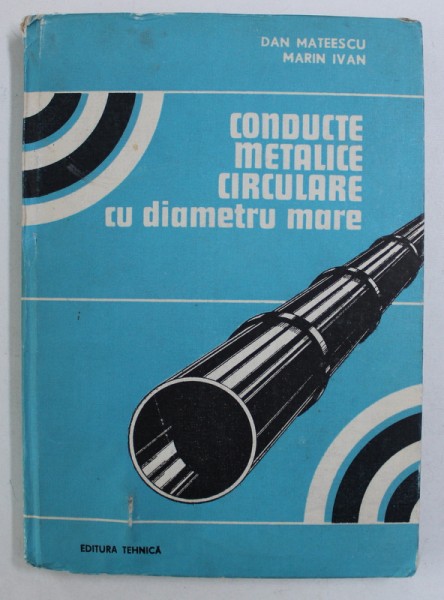 DAN MATEESCU
MARIN IVAN
CONDUCTE
METALICE
CIRCULARE
cu diametru mare
EDITURA TEHNICĂ